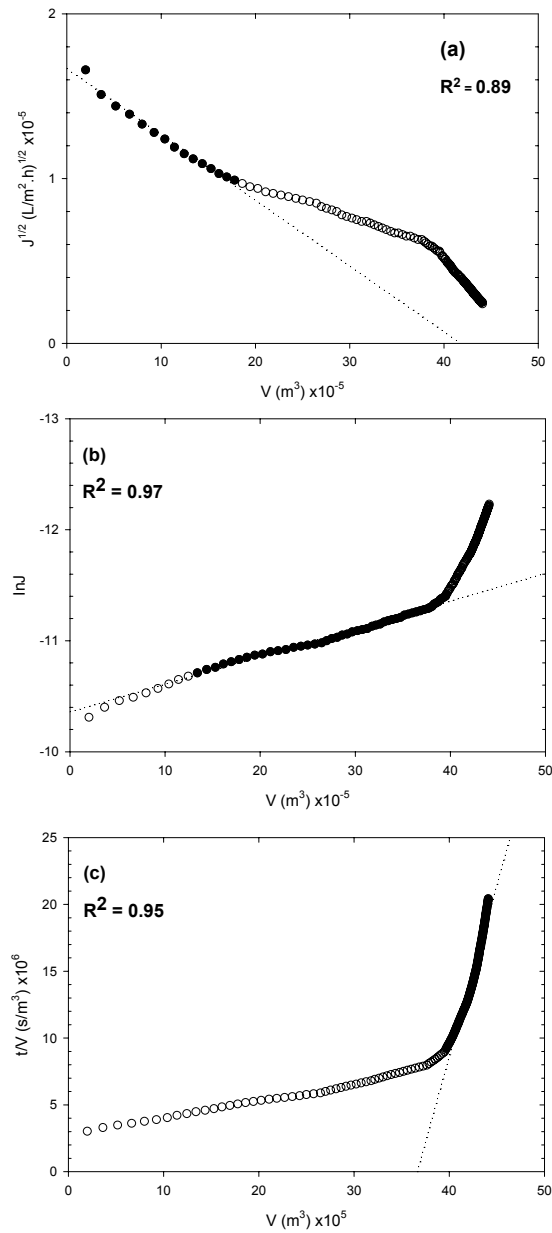 2
(a)
R² = 0.89
1
0
J^1/2 (L/m².h)^1/2 x10^-5
0 10 20 30 40 50
V (m³) x10^-5
-13
(b)
R² = 0.97
-12
-11
-10
lnJ
0 10 20 30 40 50
V (m³) x10^-5
25
(c)
R² = 0.95
20
15
10
5
0
t/V (s/m³) x10^6
0 10 20 30 40 50
V (m³) x10^5